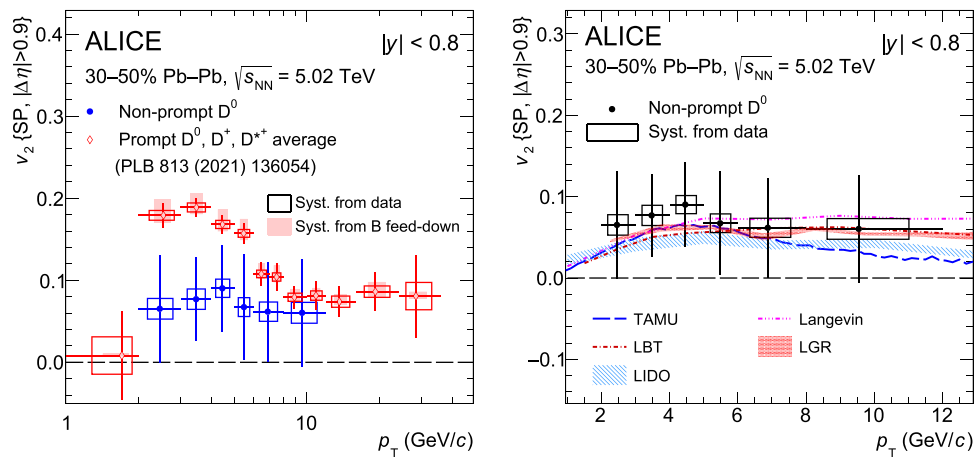 ALICE
|y| < 0.8
30–50% Pb–Pb, √sNN = 5.02 TeV
Non-prompt D⁰
Prompt D⁰, D⁺, D*⁺ average
(PLB 813 (2021) 136054)
Syst. from data
Syst. from B feed-down
v₂ {SP, |Δη|>0.9}
0.4
0.3
0.2
0.1
0.0
1
10
p_T (GeV/c)
ALICE
|y| < 0.8
30–50% Pb–Pb, √sNN = 5.02 TeV
Non-prompt D⁰
Syst. from data
v₂ {SP, |Δη|>0.9}
0.3
0.2
0.1
0.0
−0.1
TAMU
Langevin
LBT
LGR
LIDO
2 4 6 8 10 12
p_T (GeV/c)